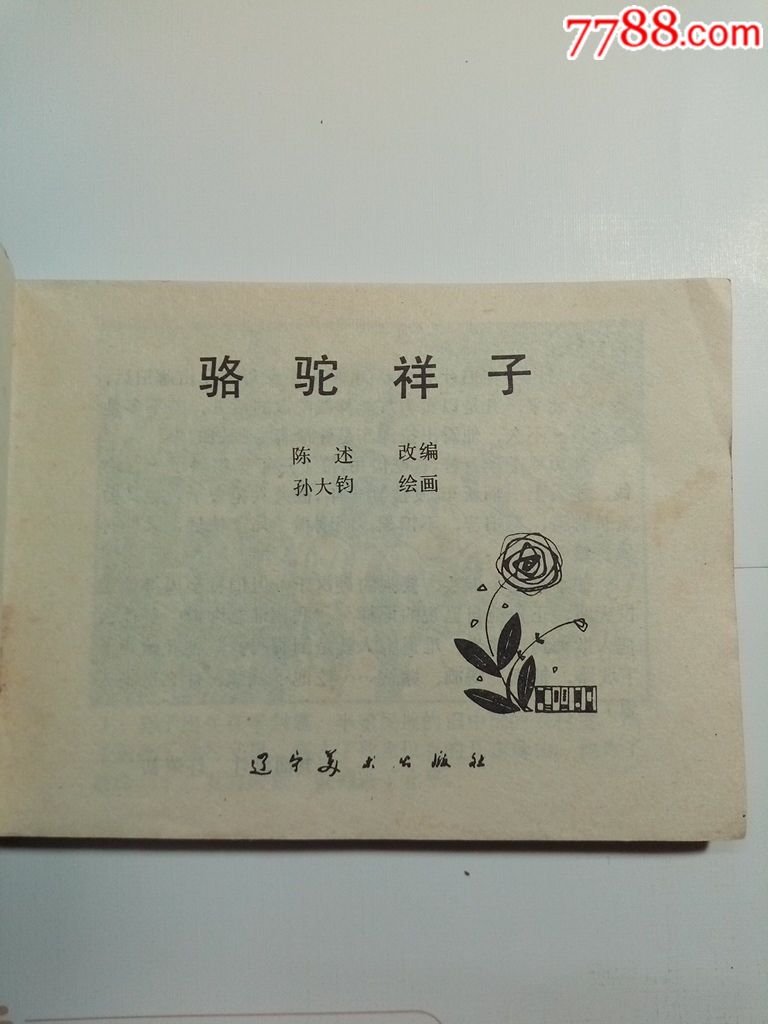 7788.com
骆驼祥子
陈述 改编
孙大钧 绘画
辽宁美术出版社